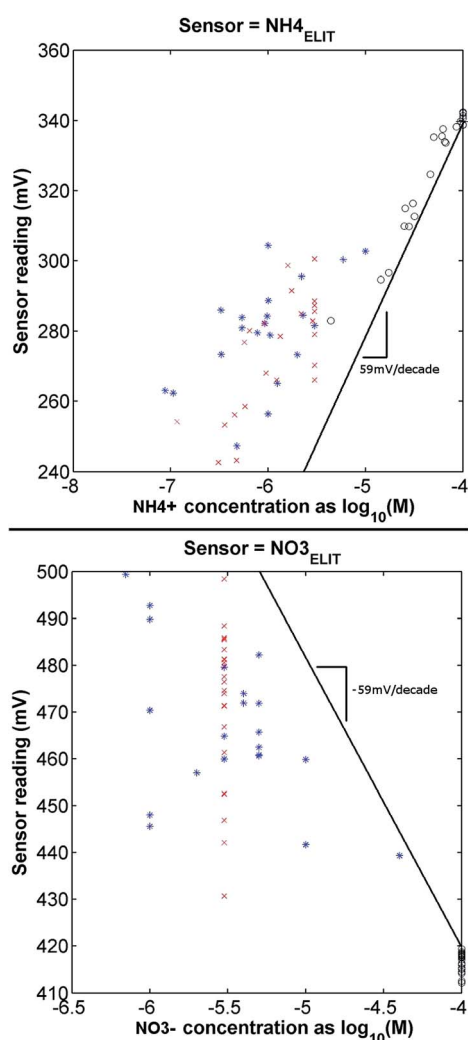 Sensor = NH4ELIT
360
340
320
300
280
260
240
Sensor reading (mV)
59mV/decade
-8 -7 -6 -5 -4
NH4+ concentration as log10(M)
Sensor = NO3ELIT
500
490
480
470
460
450
440
430
420
410
Sensor reading (mV)
-59mV/decade
-6.5 -6 -5.5 -5 -4.5 -4
NO3- concentration as log10(M)